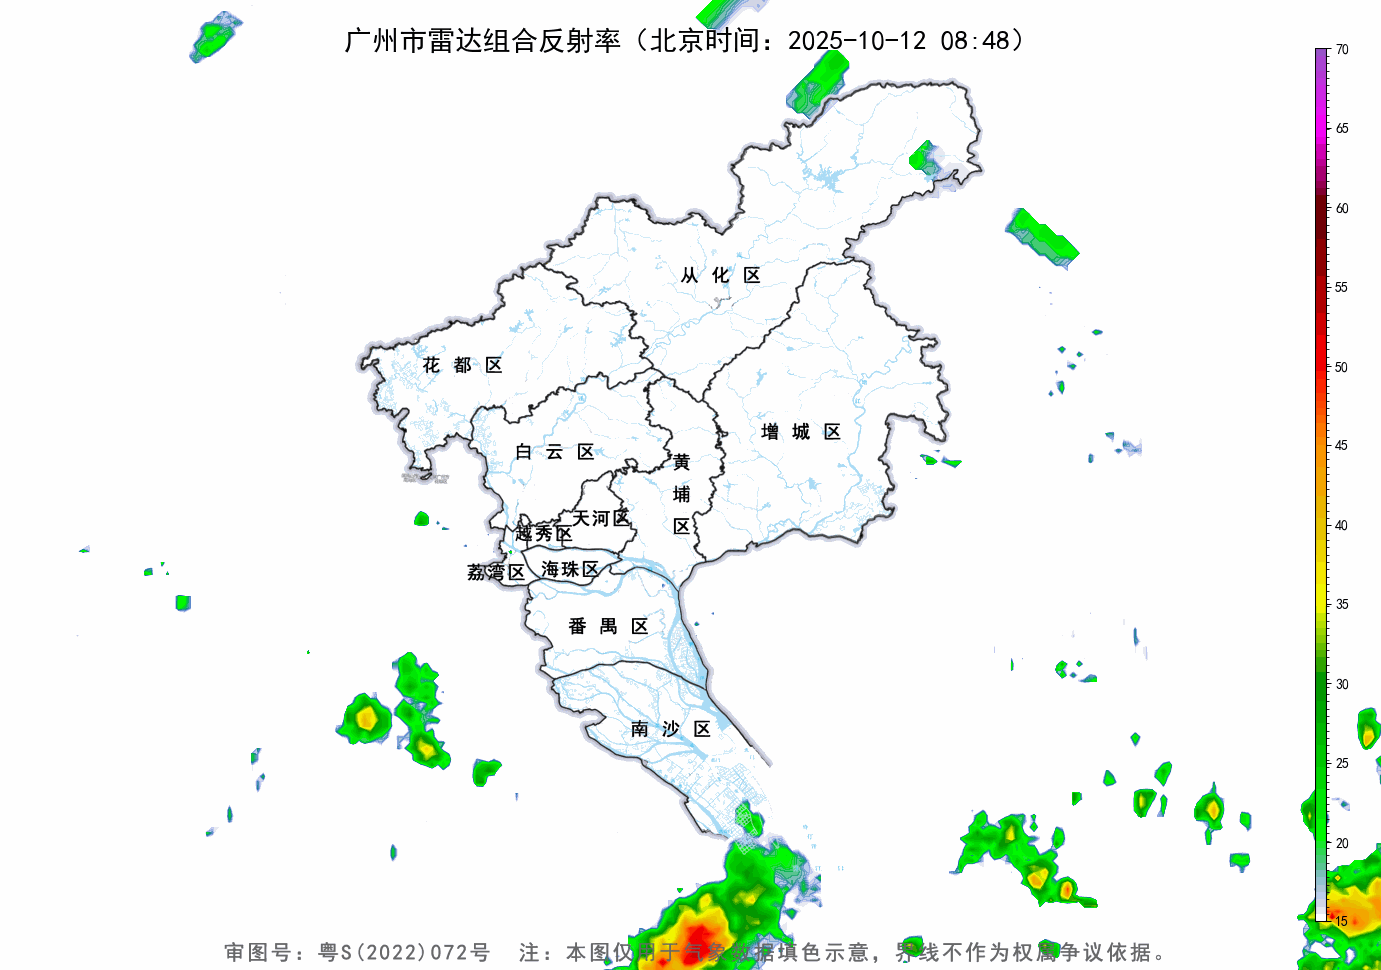 广州市雷达组合反射率（北京时间：2025-10-12 08:48）
70
65
60
55
50
45
40
35
30
25
20
15
从化区
花都区
增城区
白云区
黄埔区
天河区
越秀区
荔湾区
海珠区
番禺区
南沙区
审图号：粤S(2022)072号 注：本图仅用于气象数据填色示意，界线不作为权属争议依据。